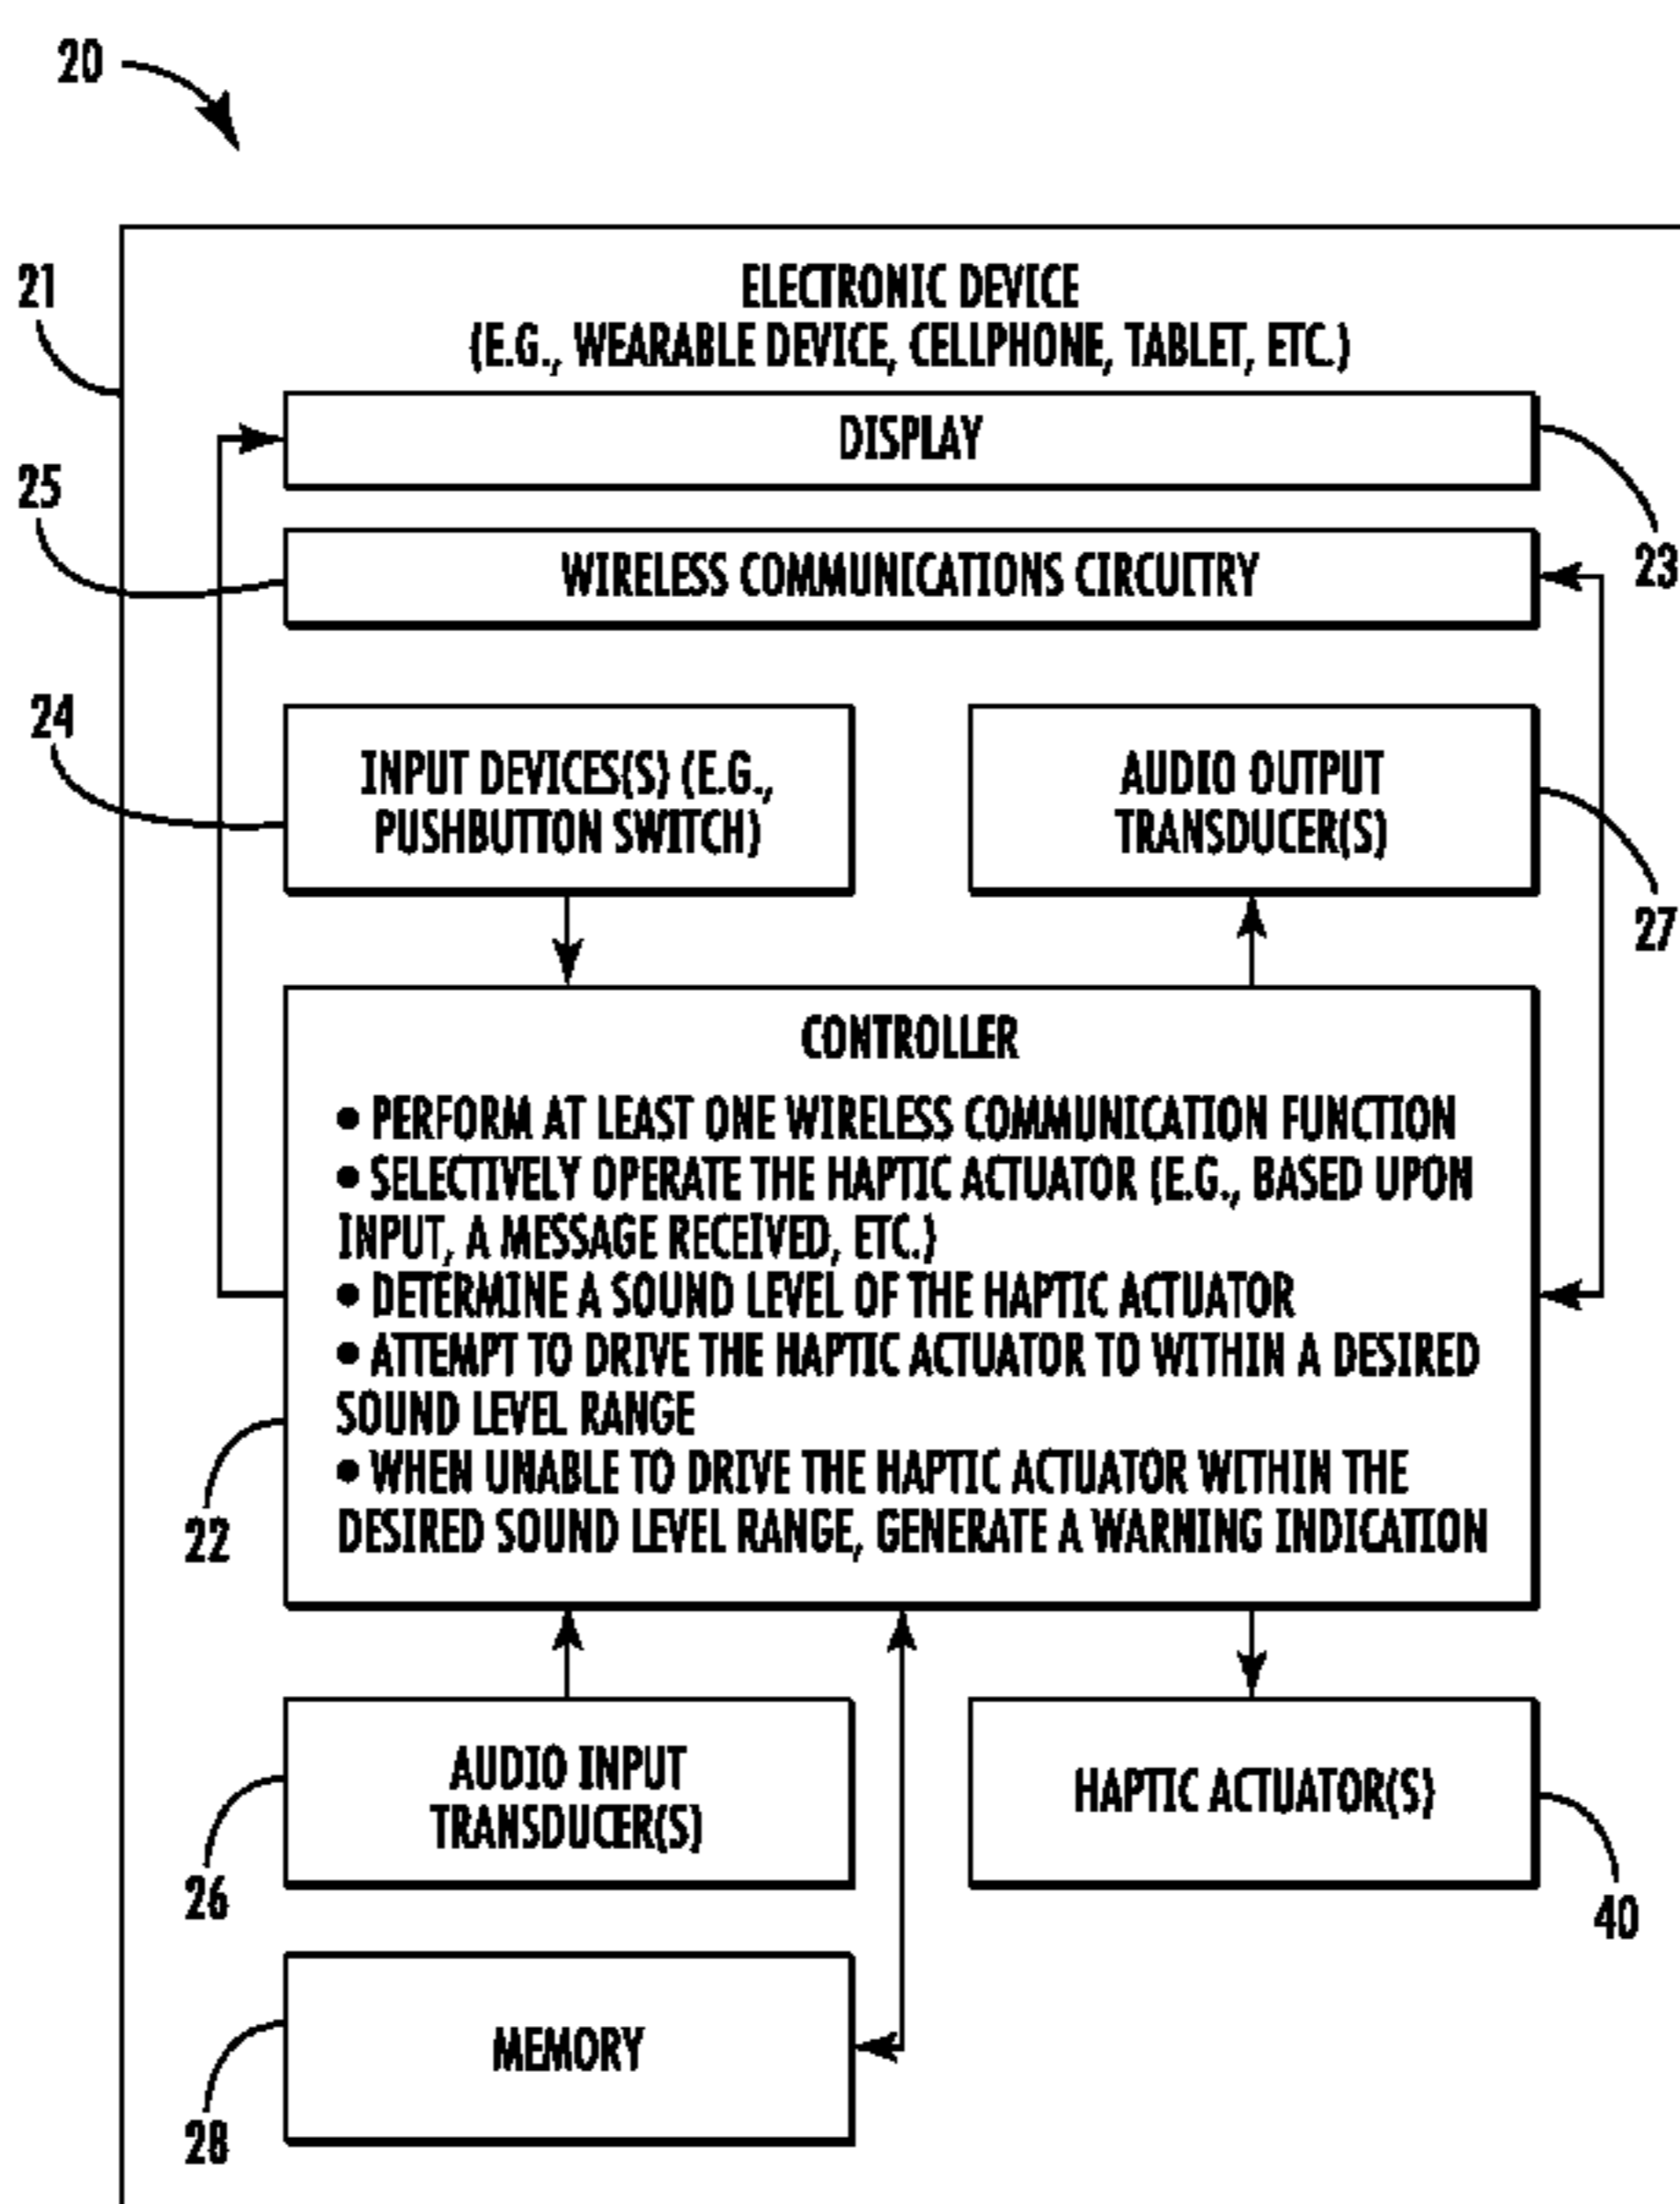 20
21
ELECTRONIC DEVICE
(E.G., WEARABLE DEVICE, CELLPHONE, TABLET, ETC.)
DISPLAY
25
WIRELESS COMMUNICATIONS CIRCUITRY
23
24
INPUT DEVICES(S) (E.G.,
PUSHBUTTON SWITCH)
AUDIO OUTPUT
TRANSDUCER(S)
27
CONTROLLER
● PERFORM AT LEAST ONE WIRELESS COMMUNICATION FUNCTION
● SELECTIVELY OPERATE THE HAPTIC ACTUATOR (E.G., BASED UPON
INPUT, A MESSAGE RECEIVED, ETC.)
● DETERMINE A SOUND LEVEL OF THE HAPTIC ACTUATOR
● ATTEMPT TO DRIVE THE HAPTIC ACTUATOR TO WITHIN A DESIRED
SOUND LEVEL RANGE
● WHEN UNABLE TO DRIVE THE HAPTIC ACTUATOR WITHIN THE
DESIRED SOUND LEVEL RANGE, GENERATE A WARNING INDICATION
22
AUDIO INPUT
TRANSDUCER(S)
HAPTIC ACTUATOR(S)
26
40
MEMORY
28